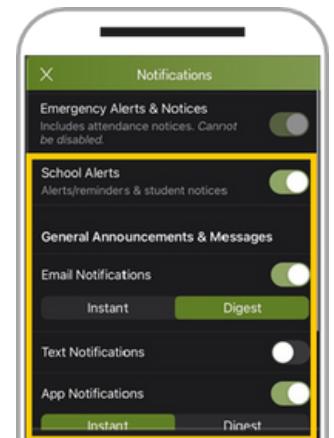 Notifications
Emergency Alerts & Notices
Includes attendance notices. Cannot
be disabled.
School Alerts
Alerts/reminders & student notices
General Announcements & Messages
Email Notifications
Instant Digest
Text Notifications
App Notifications
Instant Digest